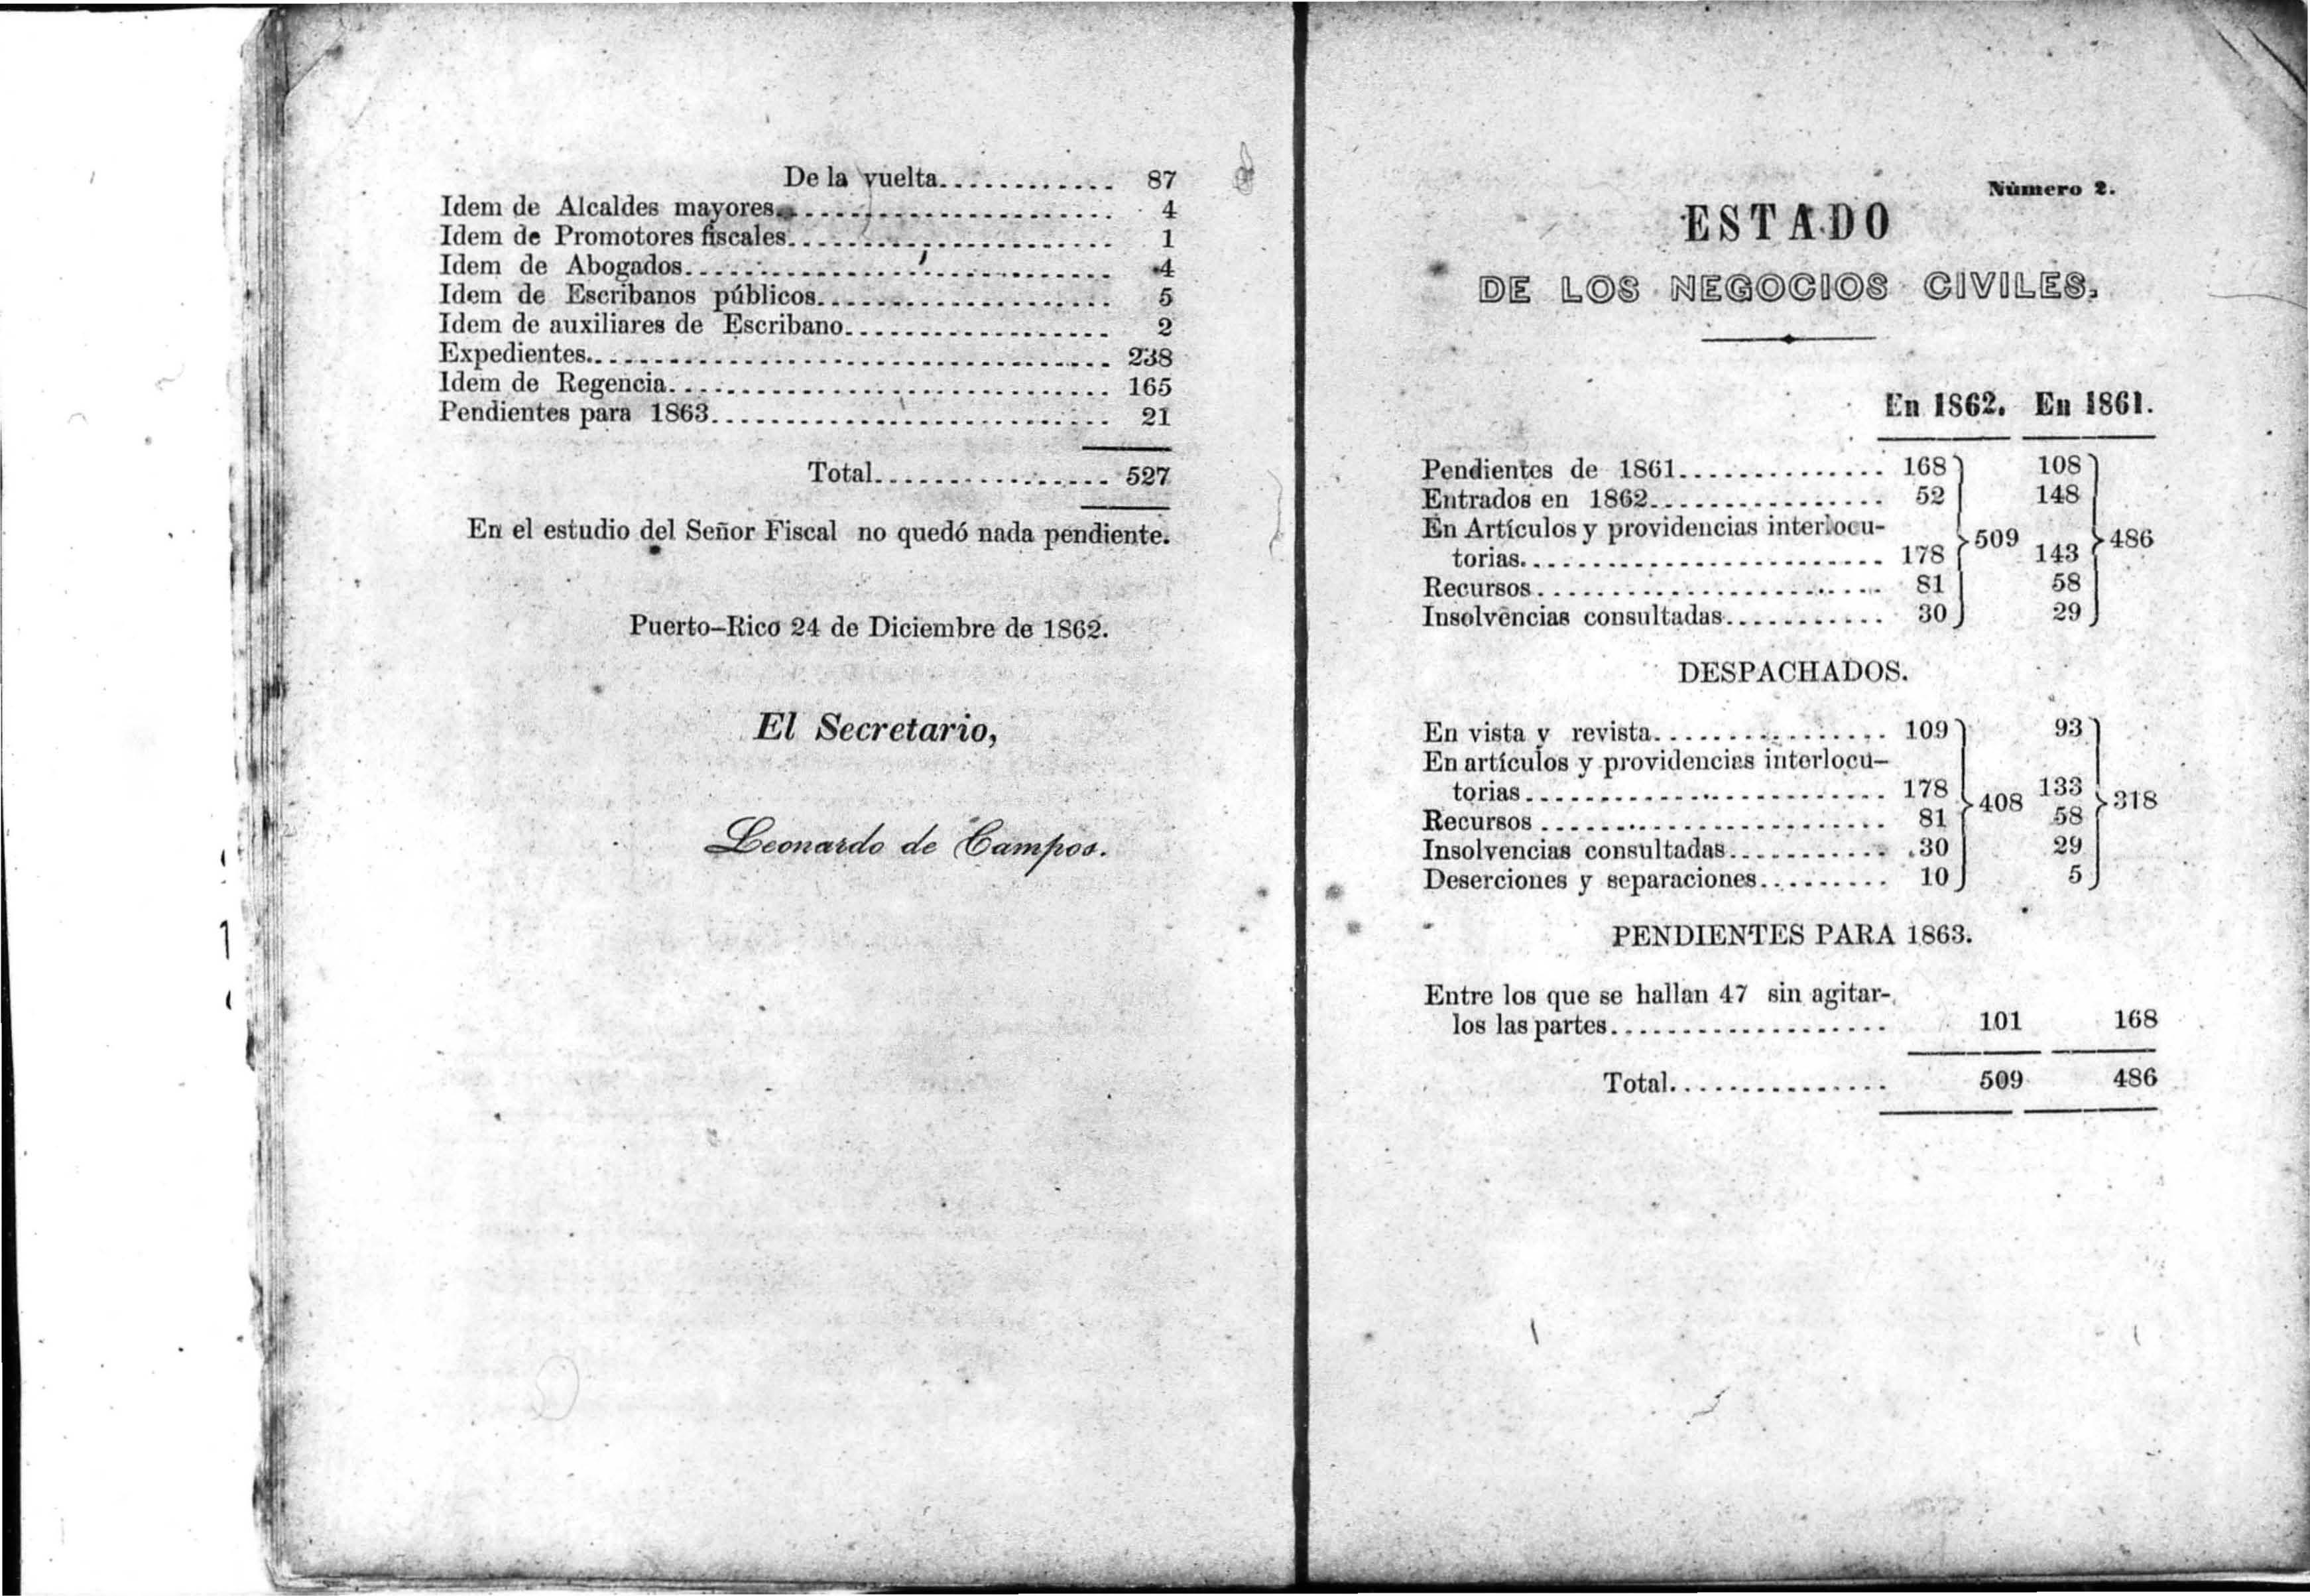 De la vuelta............ 87
Idem de Alcaldes mayores...................... 4
Idem de Promotores fiscales...................... 1
Idem de Abogados............................. 4
Idem de Escribanos públicos.................... 5
Idem de auxiliares de Escribano.................. 2
Expedientes................................... 238
Idem de Regencia.............................. 165
Pendientes para 1863........................... 21
Total................ 527
En el estudio del Señor Fiscal no quedó nada pendiente.
Puerto-Rico 24 de Diciembre de 1862.
El Secretario,
Leonardo de Campos.
Número 2.
ESTADO
DE LOS NEGOCIOS CIVILES.
En 1862. En 1861.
Pendientes de 1861.............. 168 108
Entrados en 1862................ 52 148
En Artículos y providencias interlocu-
509 486
torias......................... 178 143
Recursos........................ 81 58
Insolvencias consultadas........... 30 29
DESPACHADOS.
En vista y revista................ 109 93
En artículos y providencias interlocu-
torias......................... 178 133
408 318
Recursos........................ 81 58
Insolvencias consultadas........... 30 29
Deserciones y separaciones......... 10 5
PENDIENTES PARA 1863.
Entre los que se hallan 47 sin agitar-
los las partes................... 101 168
Total............... 509 486